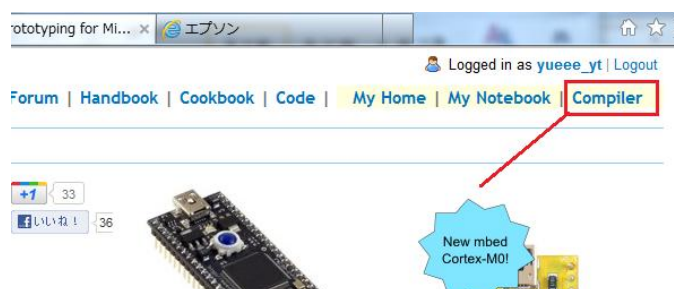 rototyping for Mi... × エプソン
Logged in as yueee_yt | Logout
Forum | Handbook | Cookbook | Code | My Home | My Notebook | Compiler
+1 33
いいね! 36
New mbed
Cortex-M0!